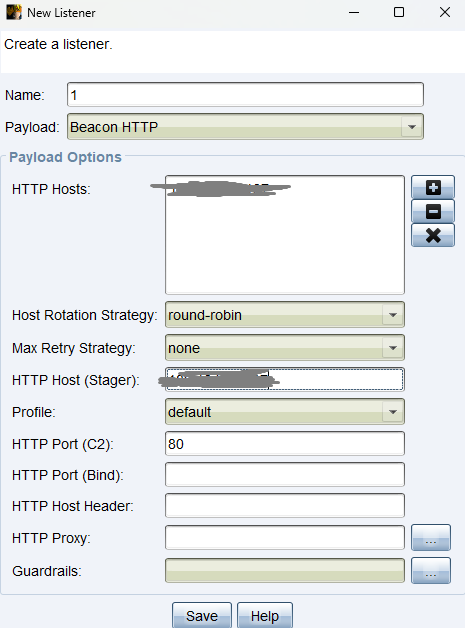 New Listener
Create a listener.
Name: 1
Payload: Beacon HTTP
Payload Options
HTTP Hosts:
Host Rotation Strategy: round-robin
Max Retry Strategy: none
HTTP Host (Stager):
Profile: default
HTTP Port (C2): 80
HTTP Port (Bind):
HTTP Host Header:
HTTP Proxy: ...
Guardrails: ...
Save Help